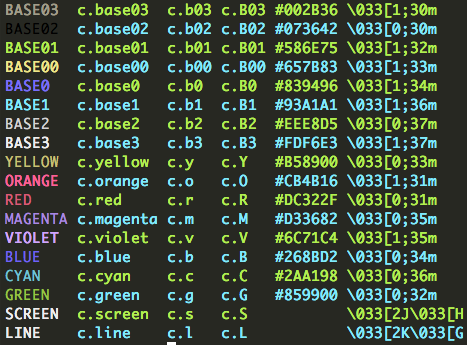 BASE03 c.base03 c.b03 c.B03 #002B36 \033[1;30m
BASE02 c.base02 c.b02 c.B02 #073642 \033[0;30m
BASE01 c.base01 c.b01 c.B01 #586E75 \033[1;32m
BASE00 c.base00 c.b00 c.B00 #657B83 \033[1;33m
BASE0 c.base0 c.b0 c.B0 #839496 \033[1;34m
BASE1 c.base1 c.b1 c.B1 #93A1A1 \033[1;36m
BASE2 c.base2 c.b2 c.B2 #EEE8D5 \033[0;37m
BASE3 c.base3 c.b3 c.B3 #FDF6E3 \033[1;37m
YELLOW c.yellow c.y c.Y #B58900 \033[0;33m
ORANGE c.orange c.o c.O #CB4B16 \033[1;31m
RED c.red c.r c.R #DC322F \033[0;31m
MAGENTA c.magenta c.m c.M #D33682 \033[0;35m
VIOLET c.violet c.v c.V #6C71C4 \033[1;35m
BLUE c.blue c.b c.B #268BD2 \033[0;34m
CYAN c.cyan c.c c.C #2AA198 \033[0;36m
GREEN c.green c.g c.G #859900 \033[0;32m
SCREEN c.screen c.s c.S \033[2J\033[H
LINE c.line c.l c.L \033[2K\033[G